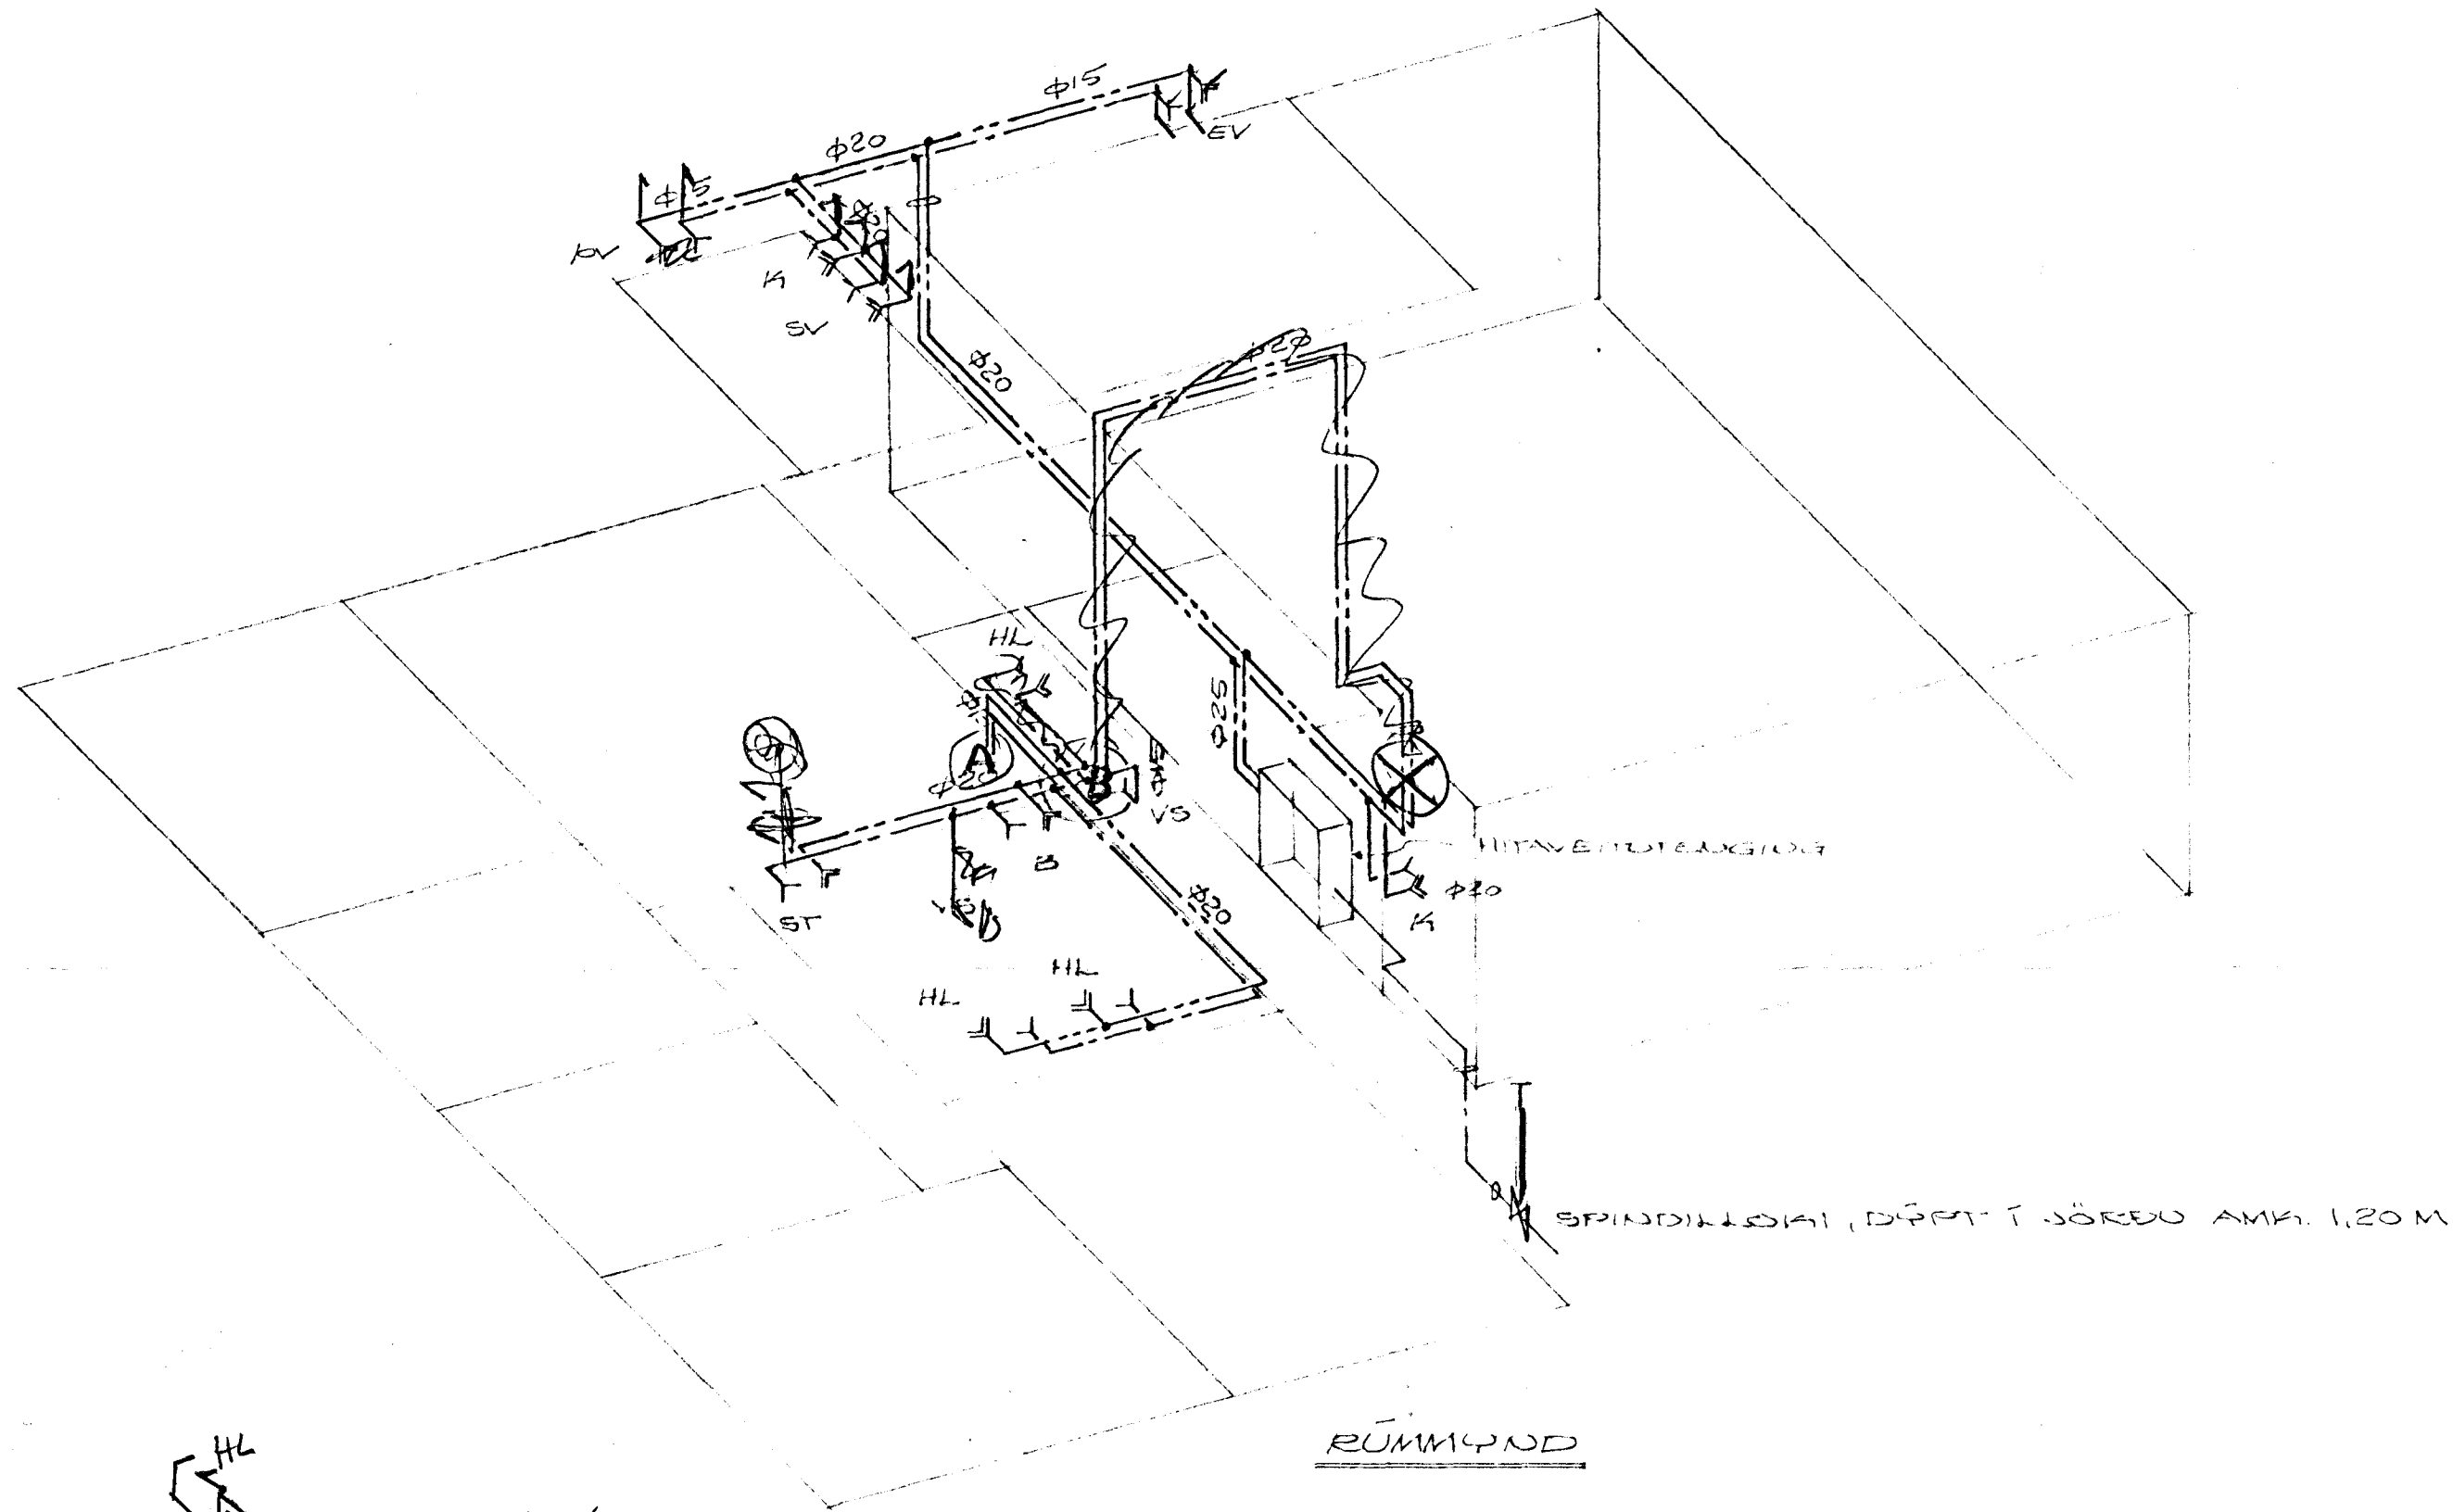 φ15
φ20
EV
φ15
K
SV
φ20
φ20
HL
φ25
A
B
VS
B
HITAVEITUTENGING
φ20
K
ST
φ20
HL
HL
SPINDILLOKI, DÝPT Í JÖRÐU AMK. 1,20 M
RÚMMYND
HL